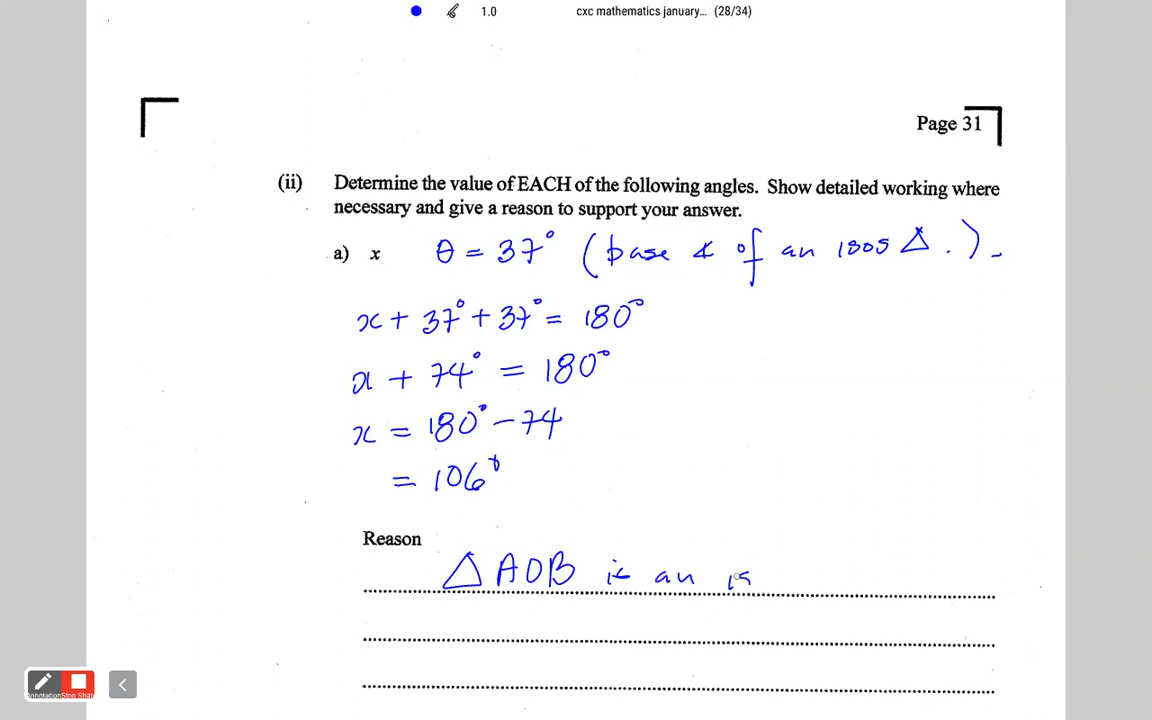 1.0 cxc mathematics january... (28/34)
Page 31
(ii) Determine the value of EACH of the following angles. Show detailed working where
necessary and give a reason to support your answer.
a) x θ = 37° (base ∡ of an isos △.)
x + 37° + 37° = 180°
x + 74° = 180°
x = 180° - 74
= 106°
Reason
△ AOB is an is
AnnotationStop Shar